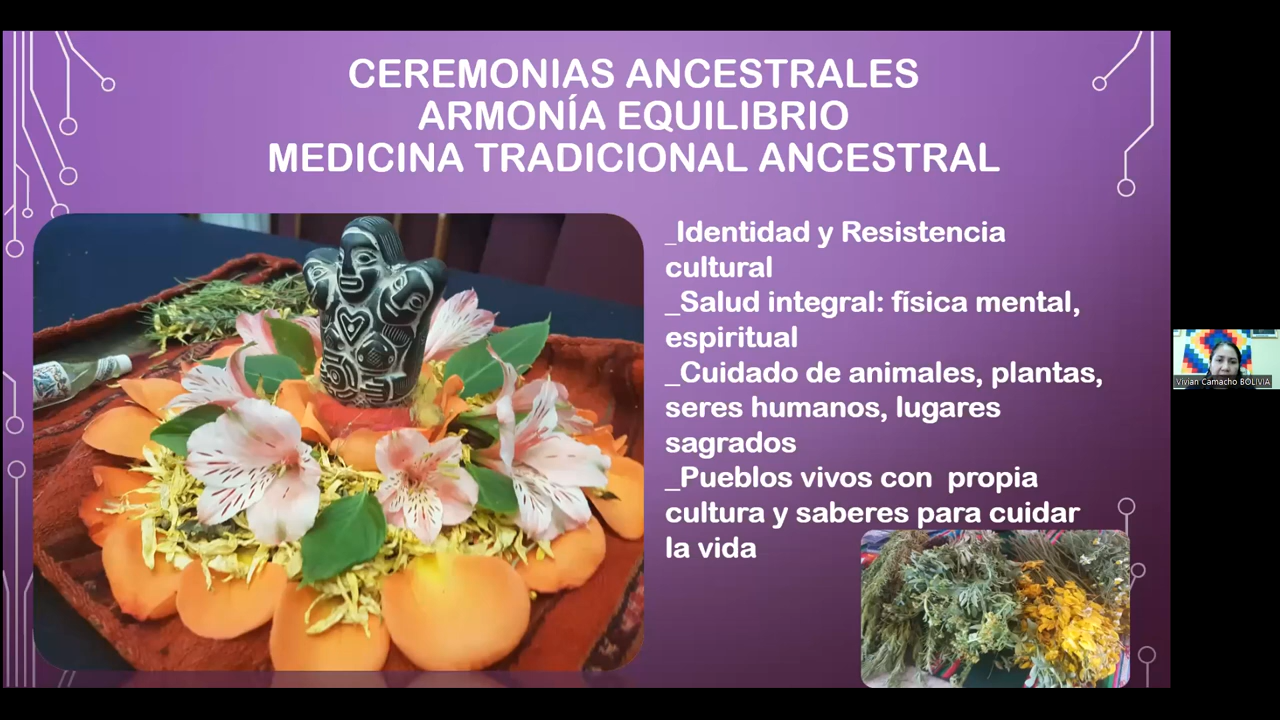 CEREMONIAS ANCESTRALES
ARMONÍA EQUILIBRIO
MEDICINA TRADICIONAL ANCESTRAL
_Identidad y Resistencia
cultural
_Salud integral: física mental,
espiritual
_Cuidado de animales, plantas,
seres humanos, lugares
sagrados
_Pueblos vivos con  propia
cultura y saberes para cuidar
la vida
Vivian Camacho BOLIVIA